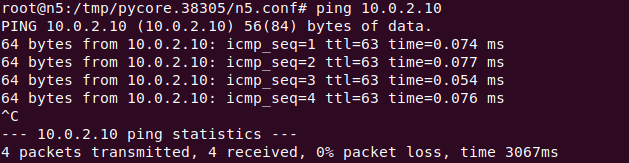 root@n5:/tmp/pycore.38305/n5.conf# ping 10.0.2.10
PING 10.0.2.10 (10.0.2.10) 56(84) bytes of data.
64 bytes from 10.0.2.10: icmp_seq=1 ttl=63 time=0.074 ms
64 bytes from 10.0.2.10: icmp_seq=2 ttl=63 time=0.077 ms
64 bytes from 10.0.2.10: icmp_seq=3 ttl=63 time=0.054 ms
64 bytes from 10.0.2.10: icmp_seq=4 ttl=63 time=0.076 ms
^C
--- 10.0.2.10 ping statistics ---
4 packets transmitted, 4 received, 0% packet loss, time 3067ms